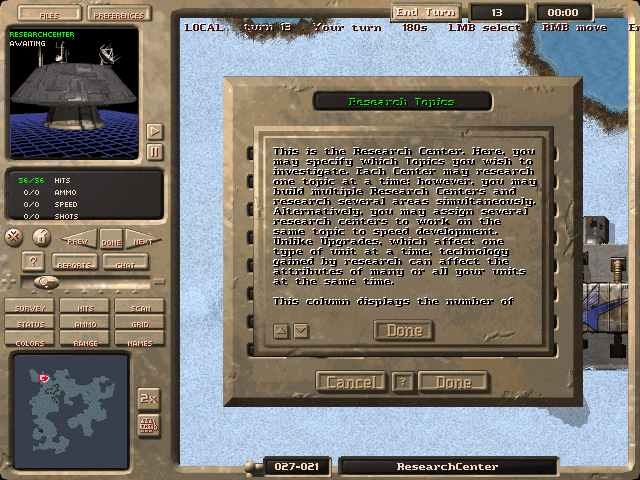 FILES PREFERENCES End Turn 13 00:00
LOCAL turn 13 Your turn 180s LMB select RMB move
RESEARCHCENTER
AWAITING
Research Topics
This is the Research Center. Here, you
may specify which Topics you wish to
investigate. Each Center may research
one topic at a time; however, you may
build multiple Research Centers and
research several areas simultaneously.
Alternatively, you may assign several
research centers to work on the
same topic to speed development.
Unlike Upgrades, which affect one
type of unit at a time, technology
gained by research can affect the
attributes of many or all your units
at the same time.
This column displays the number of
Done
Cancel ? Done
56/56 HITS
0/0 AMMO
0/0 SPEED
0/0 SHOTS
PREV DONE NEXT
? REPORTS CHAT
SURVEY HITS SCAN
STATUS AMMO GRID
COLORS RANGE NAMES
2x
027-021 ResearchCenter